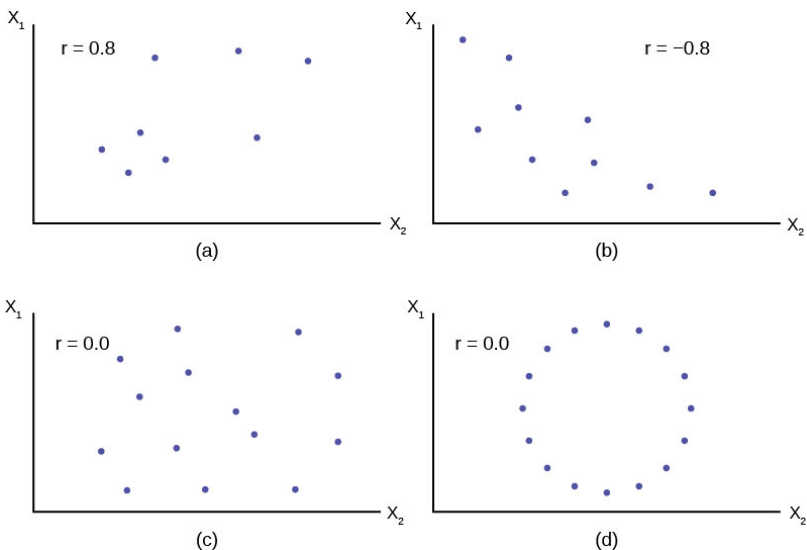 X₁
r = 0.8
X₂
(a)
X₁
r = −0.8
X₂
(b)
X₁
r = 0.0
X₂
(c)
X₁
r = 0.0
X₂
(d)